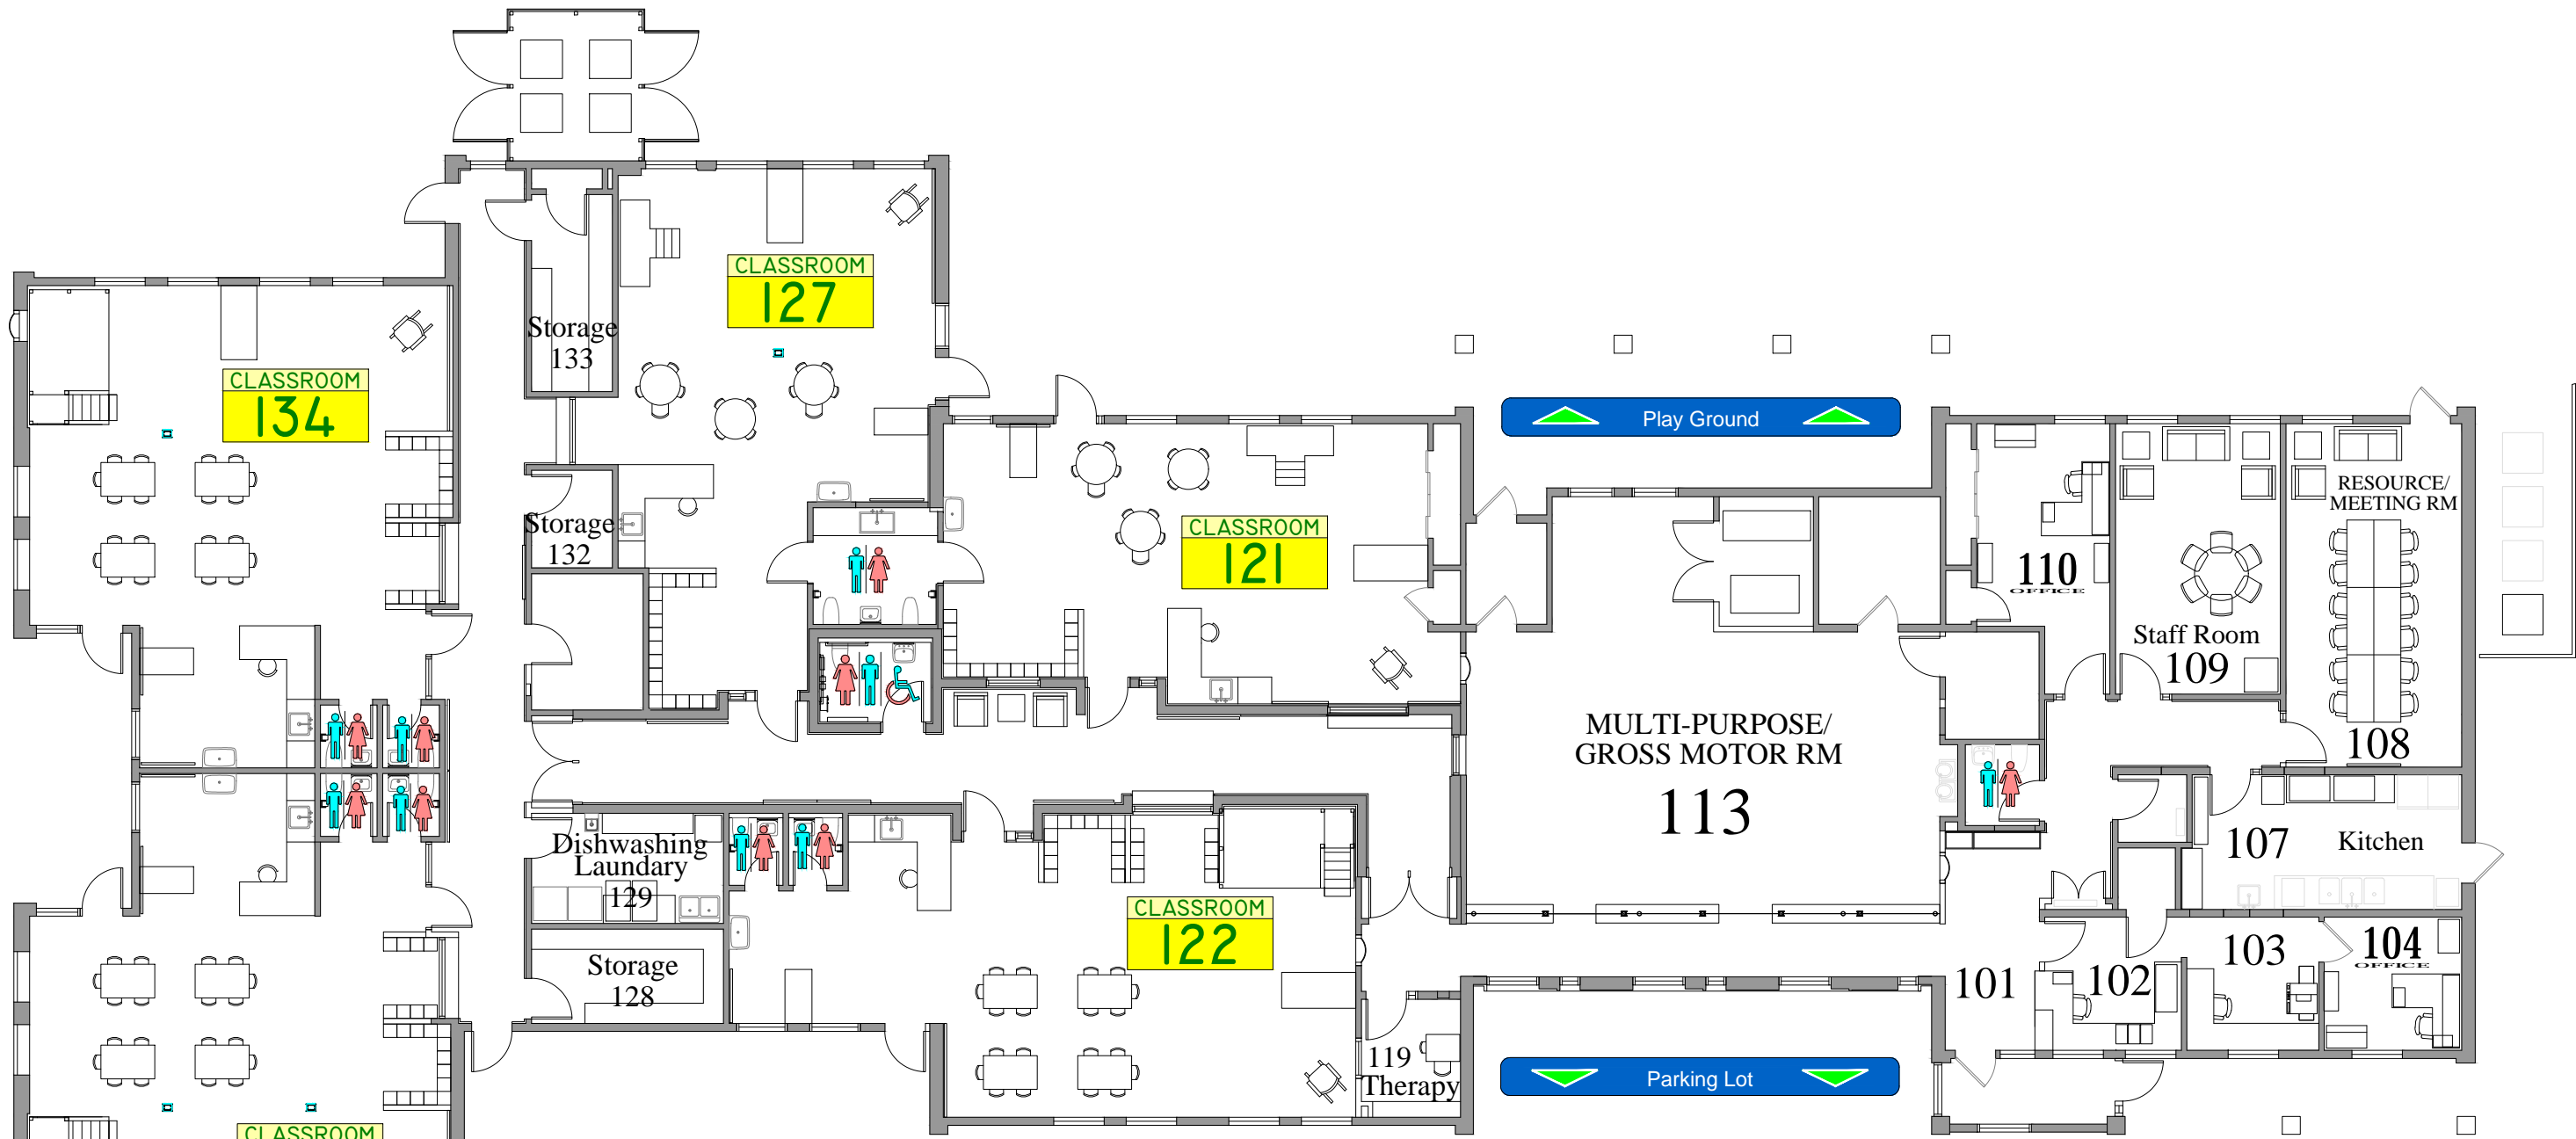 CLASSROOM
127
Storage
133
CLASSROOM
134
Play Ground
RESOURCE/
MEETING RM
CLASSROOM
121
Storage
132
110
OFFICE
Staff Room
109
MULTI-PURPOSE/
GROSS MOTOR RM
113
108
Dishwashing
Laundary
129
107
Kitchen
CLASSROOM
122
Storage
128
101
102
103
104
OFFICE
119
Therapy
Parking Lot
CLASSROOM